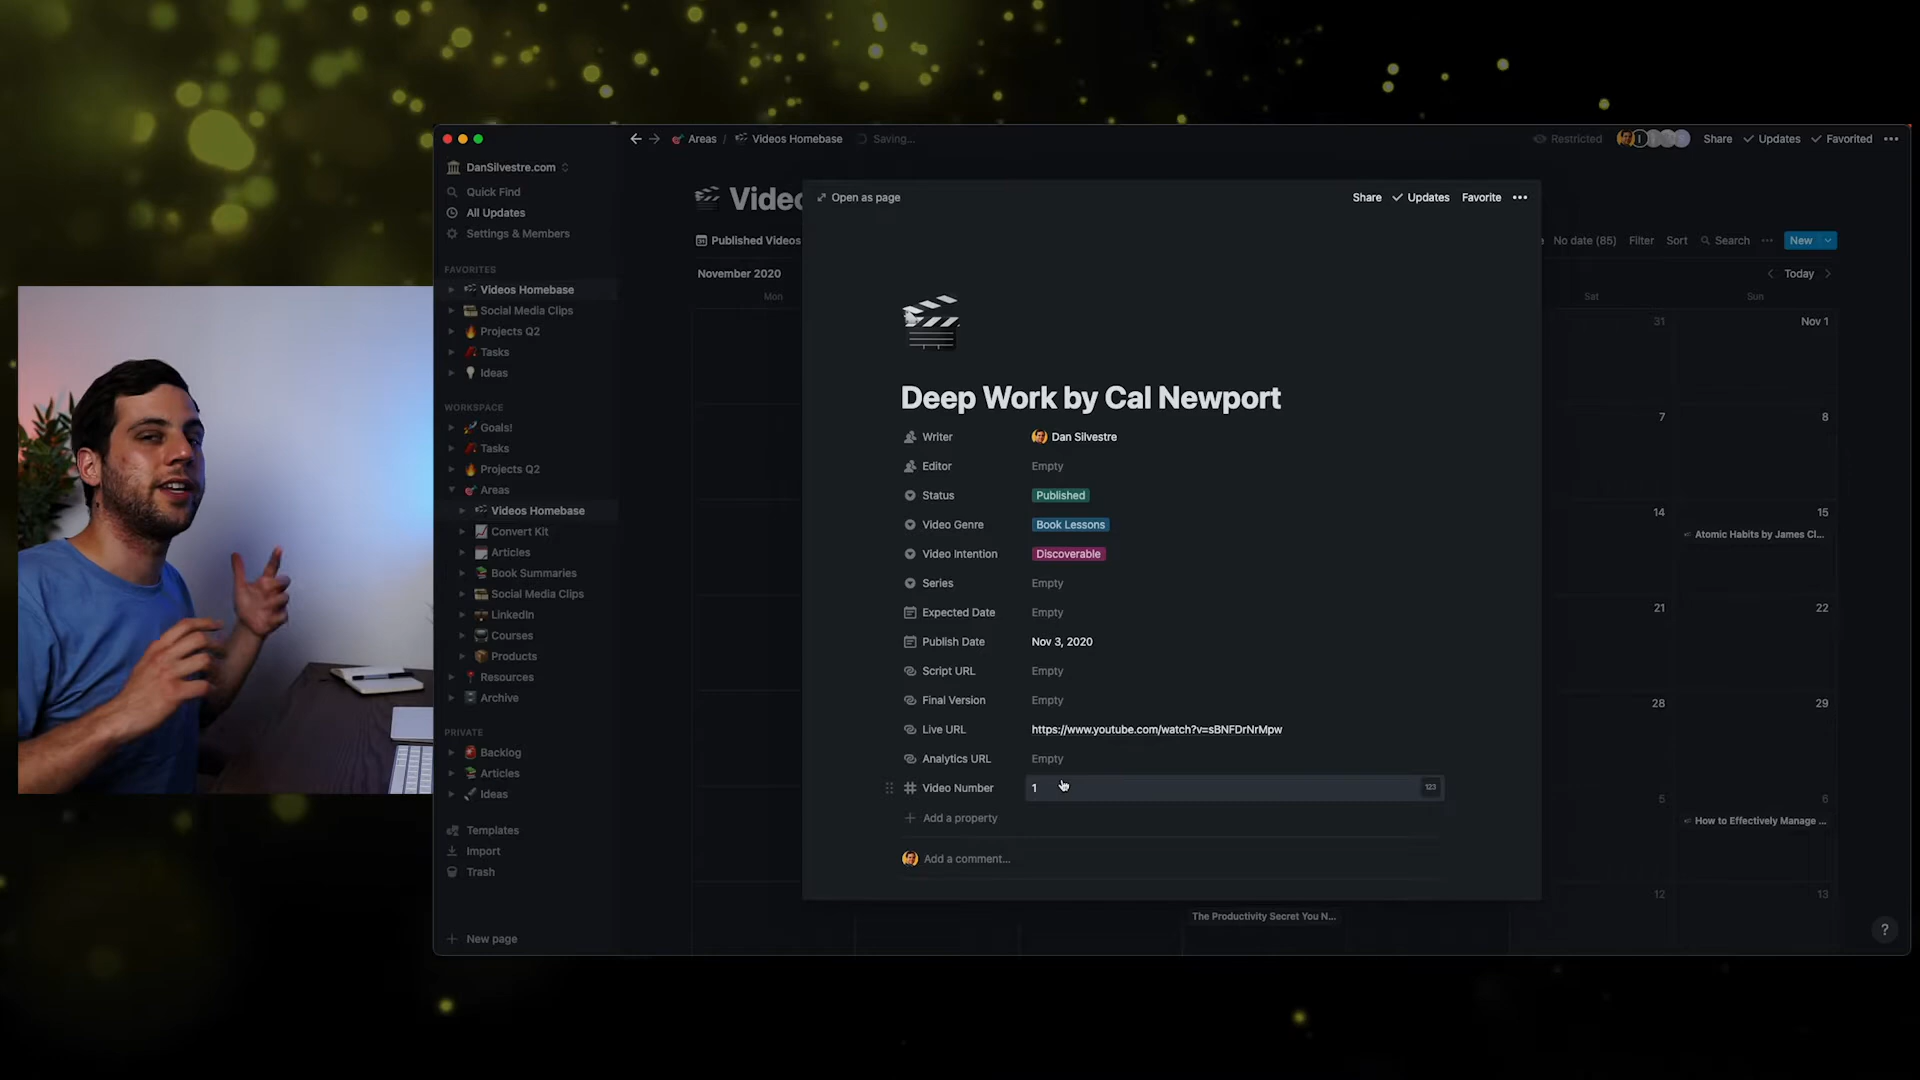 Areas / Videos Homebase Saving...
Restricted Share Updates Favorited
DanSilvestre.com
Quick Find
All Updates
Settings & Members
FAVORITES
Videos Homebase
Social Media Clips
Projects Q2
Tasks
Ideas
WORKSPACE
Goals!
Tasks
Projects Q2
Areas
Videos Homebase
Convert Kit
Articles
Book Summaries
Social Media Clips
LinkedIn
Courses
Products
Resources
Archive
PRIVATE
Backlog
Articles
Ideas
Templates
Import
Trash
New page
Published Videos
No date (85) Filter Sort Search New
November 2020
Today
Mon
Sat
Sun
31
Nov 1
7
8
14
15
Atomic Habits by James Cl...
21
22
28
29
5
6
How to Effectively Manage ...
12
13
The Productivity Secret You N...
Open as page
Share Updates Favorite
Deep Work by Cal Newport
Writer Dan Silvestre
Editor Empty
Status Published
Video Genre Book Lessons
Video Intention Discoverable
Series Empty
Expected Date Empty
Publish Date Nov 3, 2020
Script URL Empty
Final Version Empty
Live URL https://www.youtube.com/watch?v=sBNFDrNrMpw
Analytics URL Empty
Video Number 1
123
Add a property
Add a comment...
?